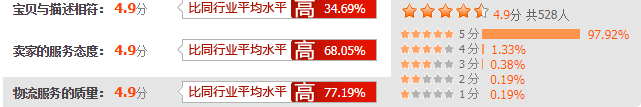 宝贝与描述相符： 4.9分 比同行业平均水平 高 34.69%
卖家的服务态度： 4.9分 比同行业平均水平 高 68.05%
物流服务的质量： 4.9分 比同行业平均水平 高 77.19%
4.9分 共528人
5 分 97.92%
4 分 1.33%
3 分 0.38%
2 分 0.19%
1 分 0.19%